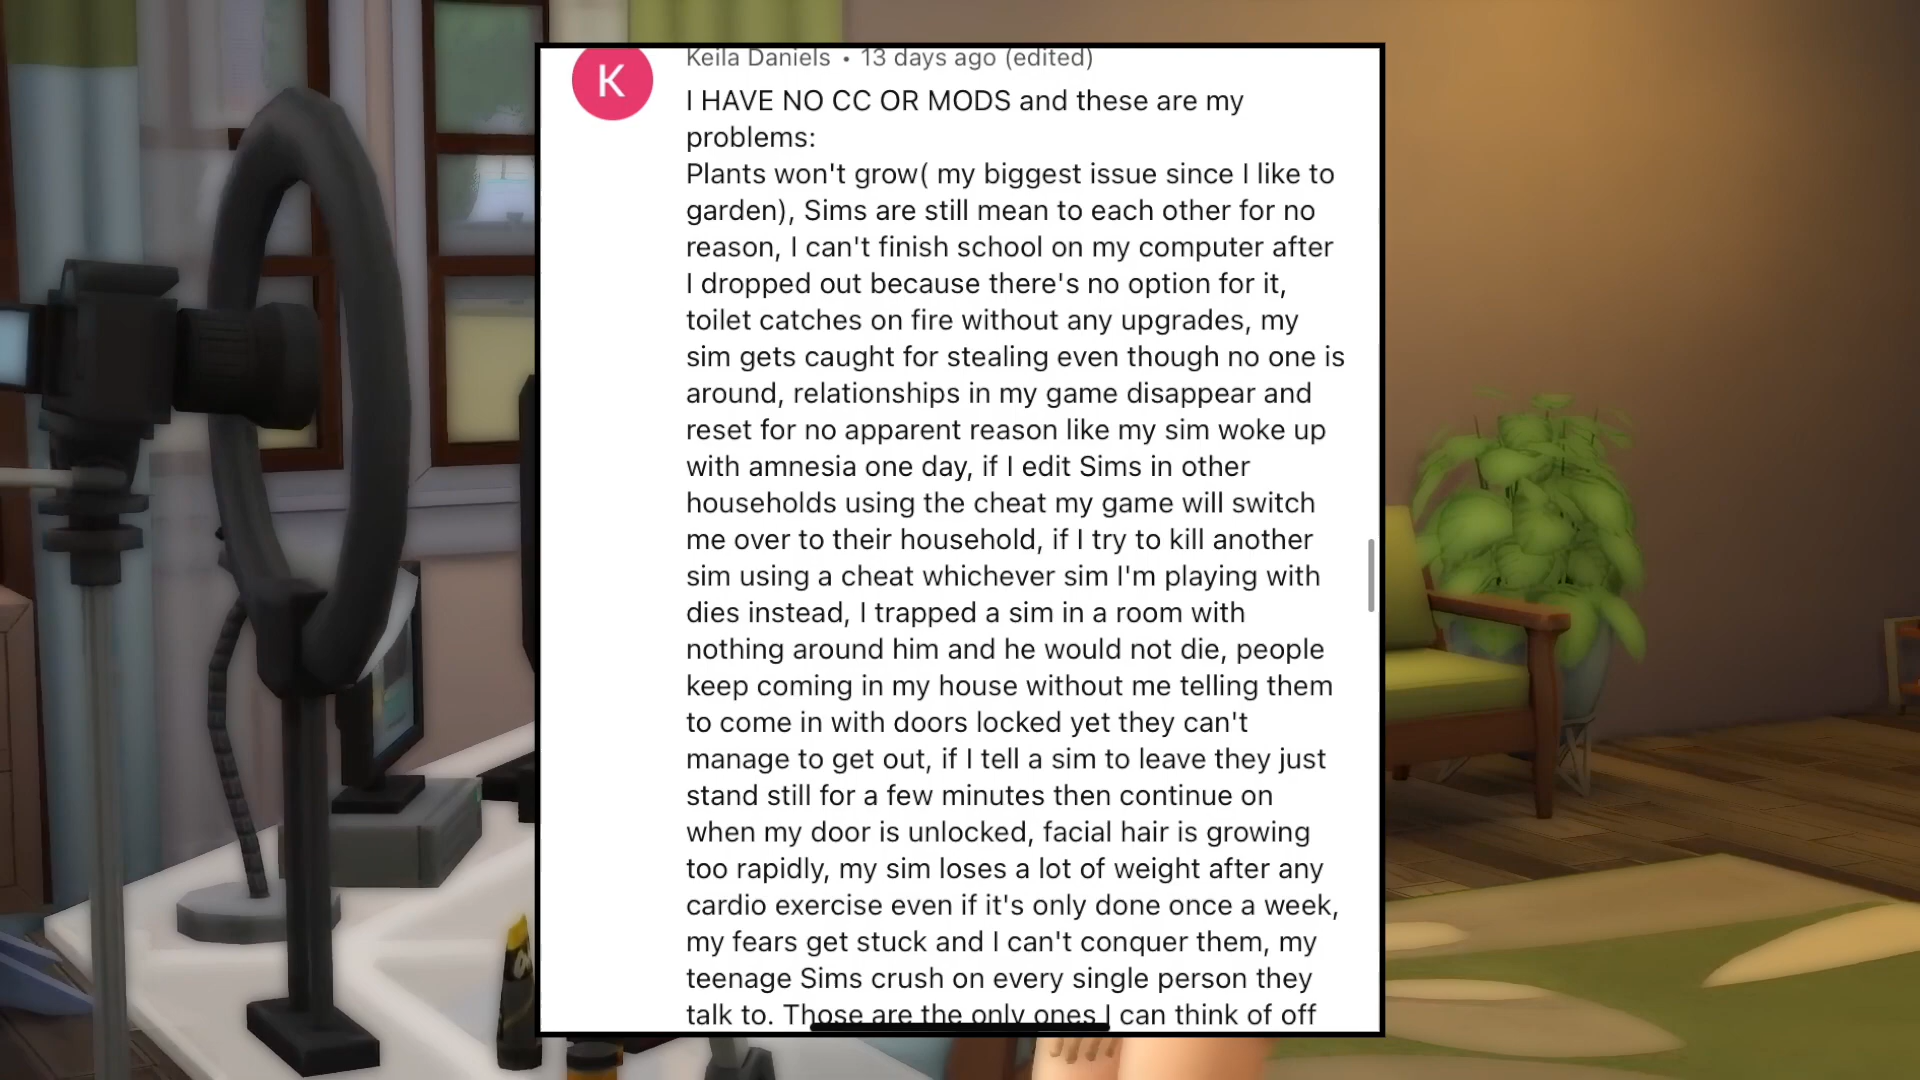 Keila Daniels • 13 days ago (edited)
K
I HAVE NO CC OR MODS and these are my
problems:
Plants won't grow( my biggest issue since I like to
garden), Sims are still mean to each other for no
reason, I can't finish school on my computer after
I dropped out because there's no option for it,
toilet catches on fire without any upgrades, my
sim gets caught for stealing even though no one is
around, relationships in my game disappear and
reset for no apparent reason like my sim woke up
with amnesia one day, if I edit Sims in other
households using the cheat my game will switch
me over to their household, if I try to kill another
sim using a cheat whichever sim I'm playing with
dies instead, I trapped a sim in a room with
nothing around him and he would not die, people
keep coming in my house without me telling them
to come in with doors locked yet they can't
manage to get out, if I tell a sim to leave they just
stand still for a few minutes then continue on
when my door is unlocked, facial hair is growing
too rapidly, my sim loses a lot of weight after any
cardio exercise even if it's only done once a week,
my fears get stuck and I can't conquer them, my
teenage Sims crush on every single person they
talk to. Those are the only ones I can think of off